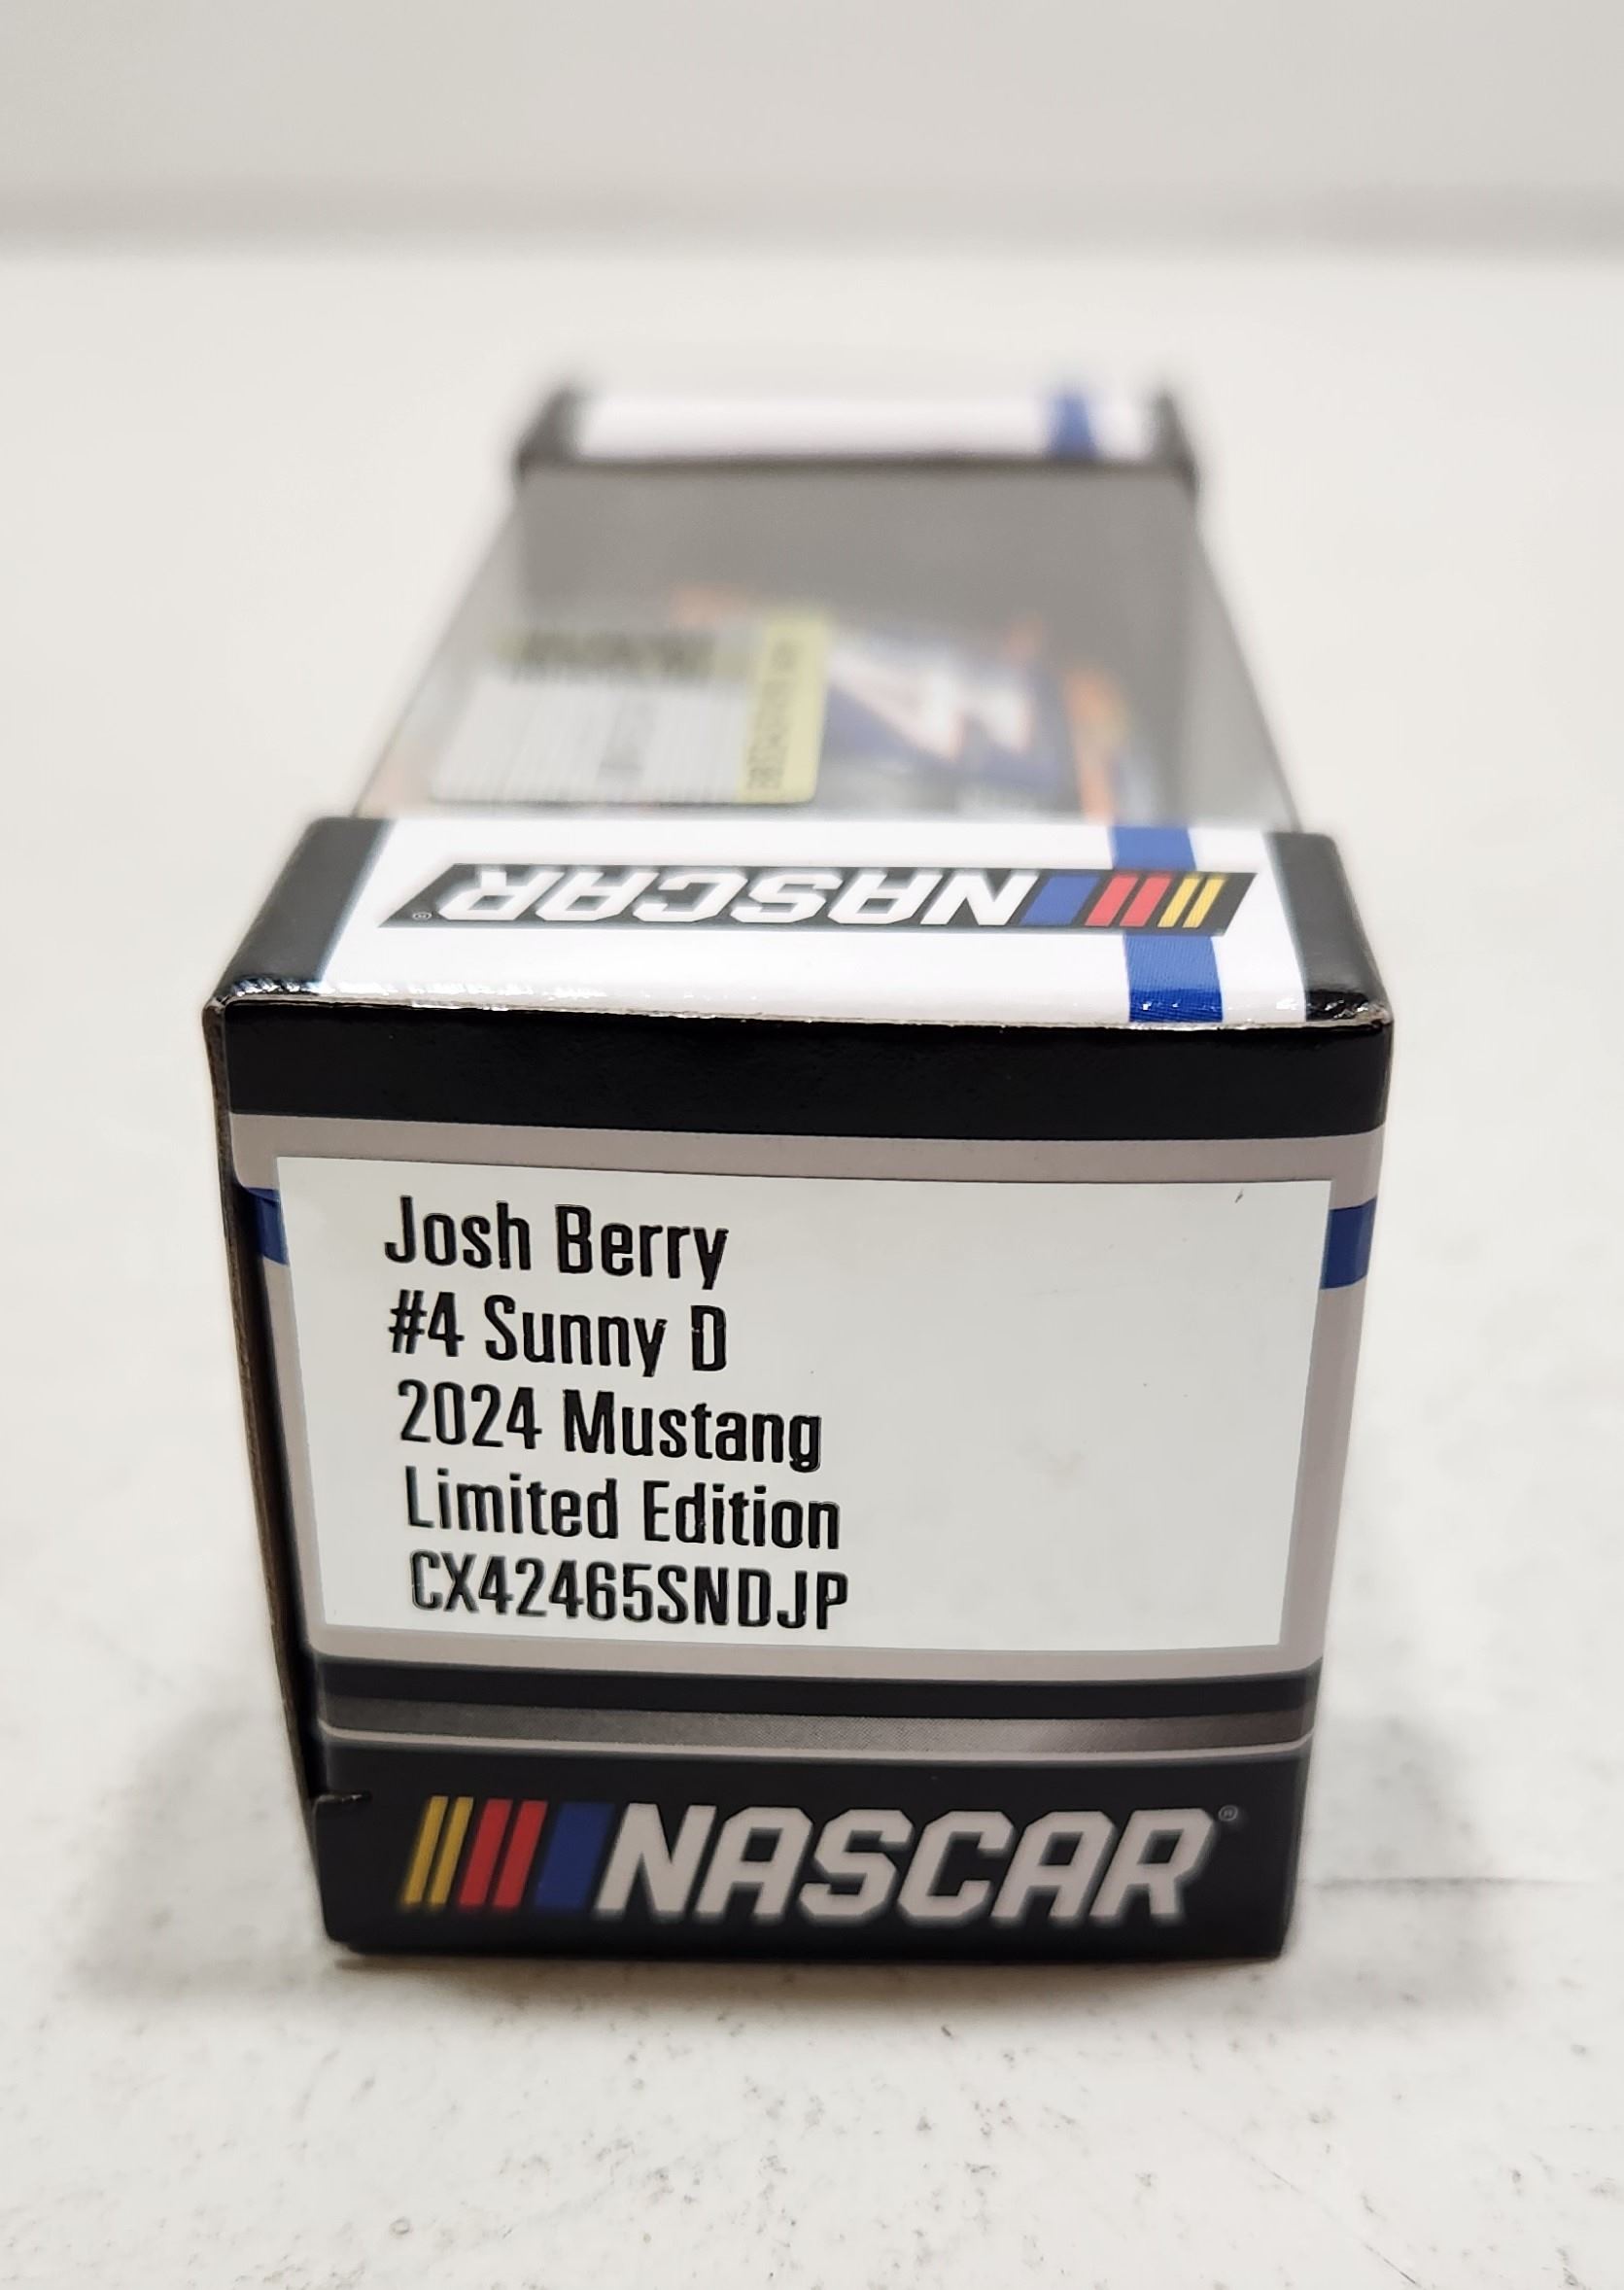 NASCAR®
Josh Berry
#4 Sunny D
2024 Mustang
Limited Edition
CX42465SNDJP
NASCAR®